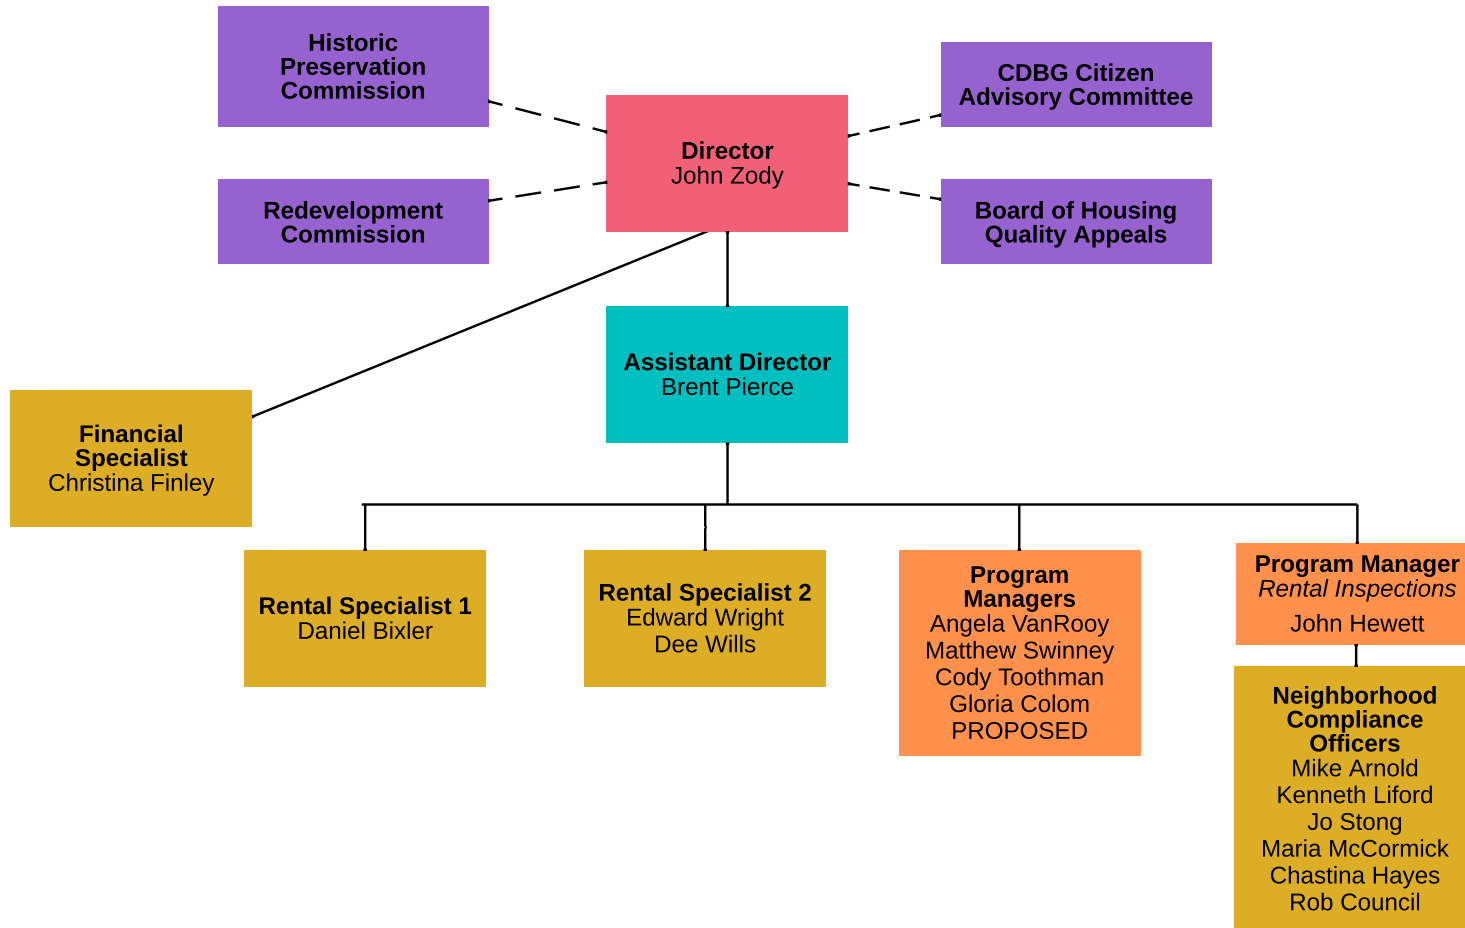 Historic
Preservation
Commission
CDBG Citizen
Advisory Committee
Director
John Zody
Redevelopment
Commission
Board of Housing
Quality Appeals
Assistant Director
Brent Pierce
Financial
Specialist
Christina Finley
Rental Specialist 1
Daniel Bixler
Rental Specialist 2
Edward Wright
Dee Wills
Program
Managers
Angela VanRooy
Matthew Swinney
Cody Toothman
Gloria Colom
PROPOSED
Program Manager
Rental Inspections
John Hewett
Neighborhood
Compliance
Officers
Mike Arnold
Kenneth Liford
Jo Stong
Maria McCormick
Chastina Hayes
Rob Council